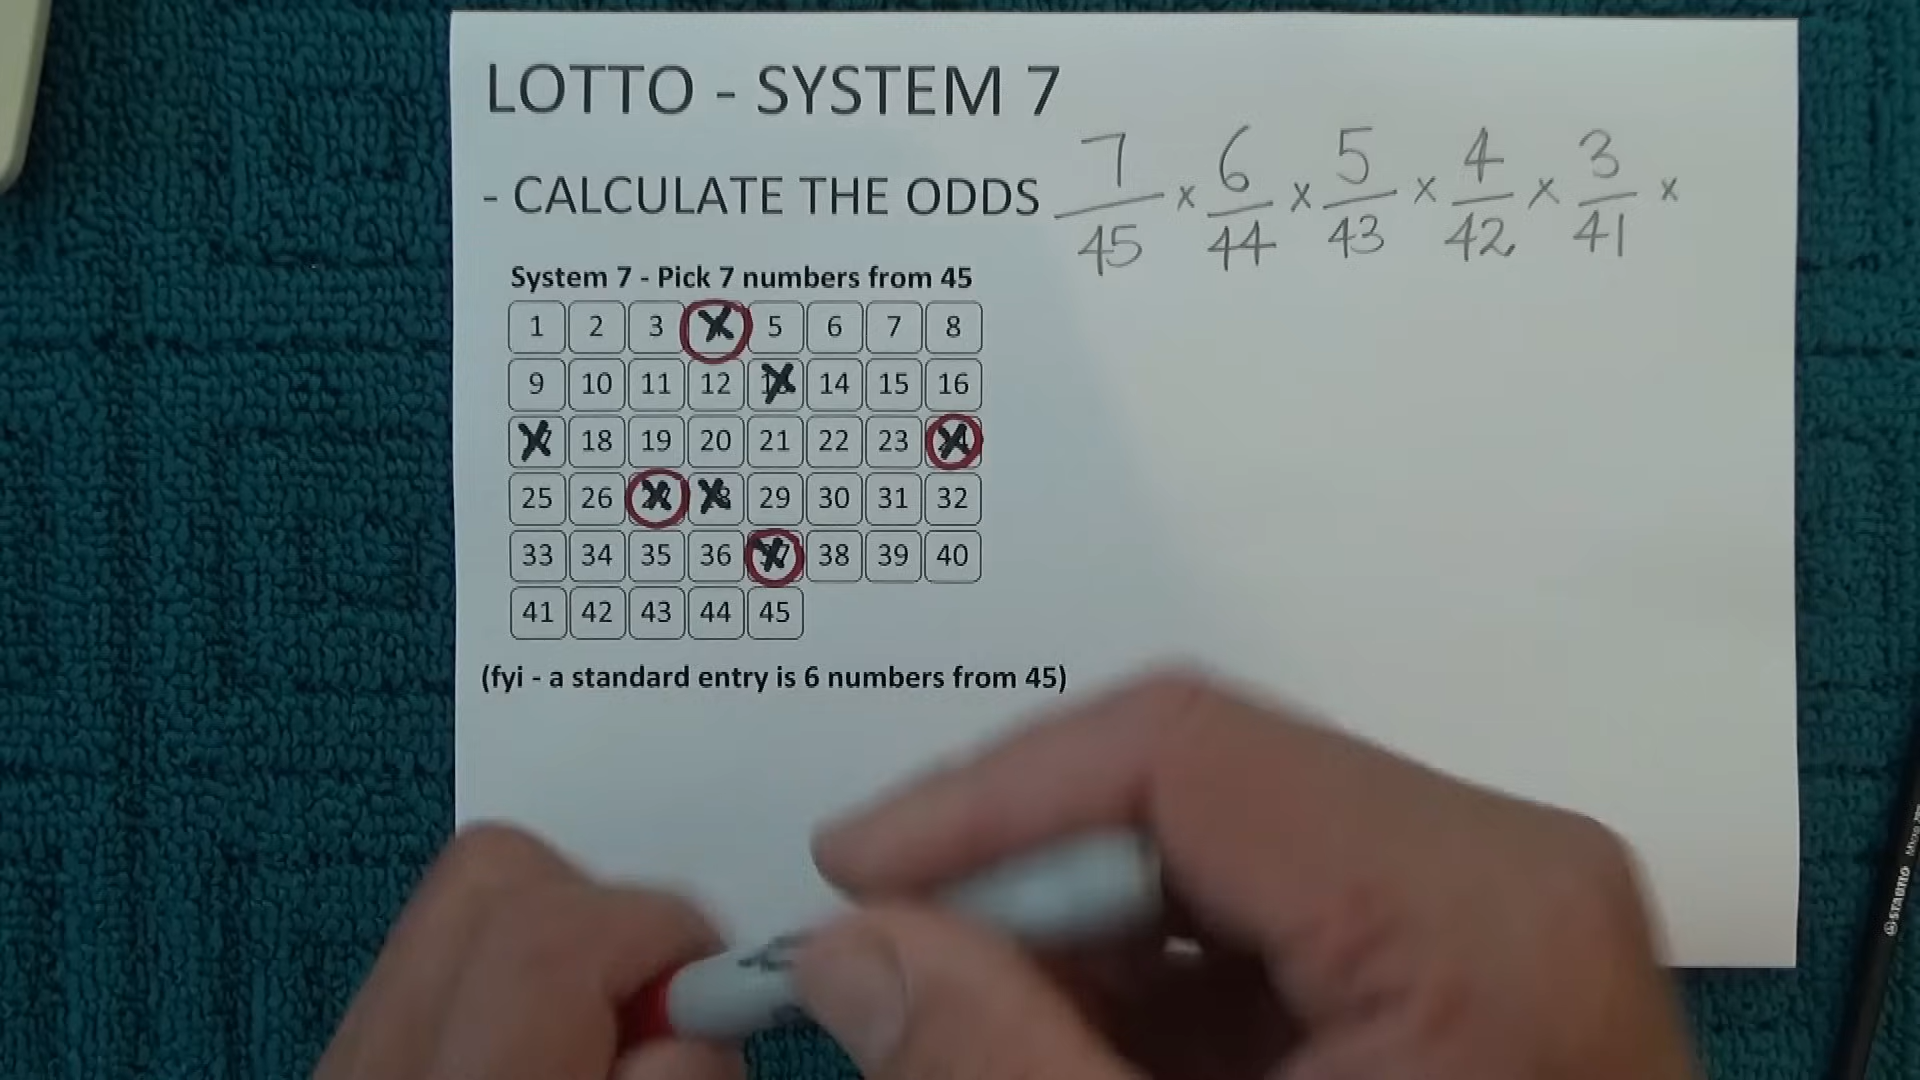 LOTTO - SYSTEM 7
- CALCULATE THE ODDS
7/45 × 6/44 × 5/43 × 4/42 × 3/41 ×
System 7 - Pick 7 numbers from 45
1 2 3 5 6 7 8
9 10 11 12 14 15 16
18 19 20 21 22 23
25 26 29 30 31 32
33 34 35 36 38 39 40
41 42 43 44 45
(fyi - a standard entry is 6 numbers from 45)
STABILO